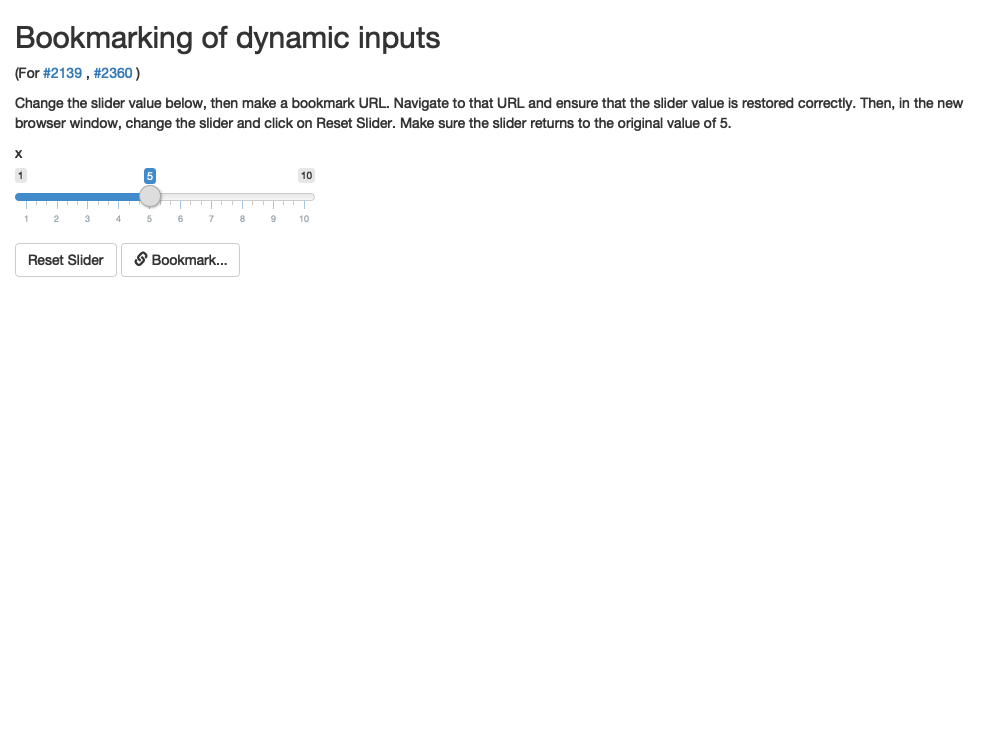 Bookmarking of dynamic inputs
(For #2139 , #2360 )
Change the slider value below, then make a bookmark URL. Navigate to that URL and ensure that the slider value is restored correctly. Then, in the new
browser window, change the slider and click on Reset Slider. Make sure the slider returns to the original value of 5.
x
1 5 10
1 2 3 4 5 6 7 8 9 10
Reset Slider Bookmark...